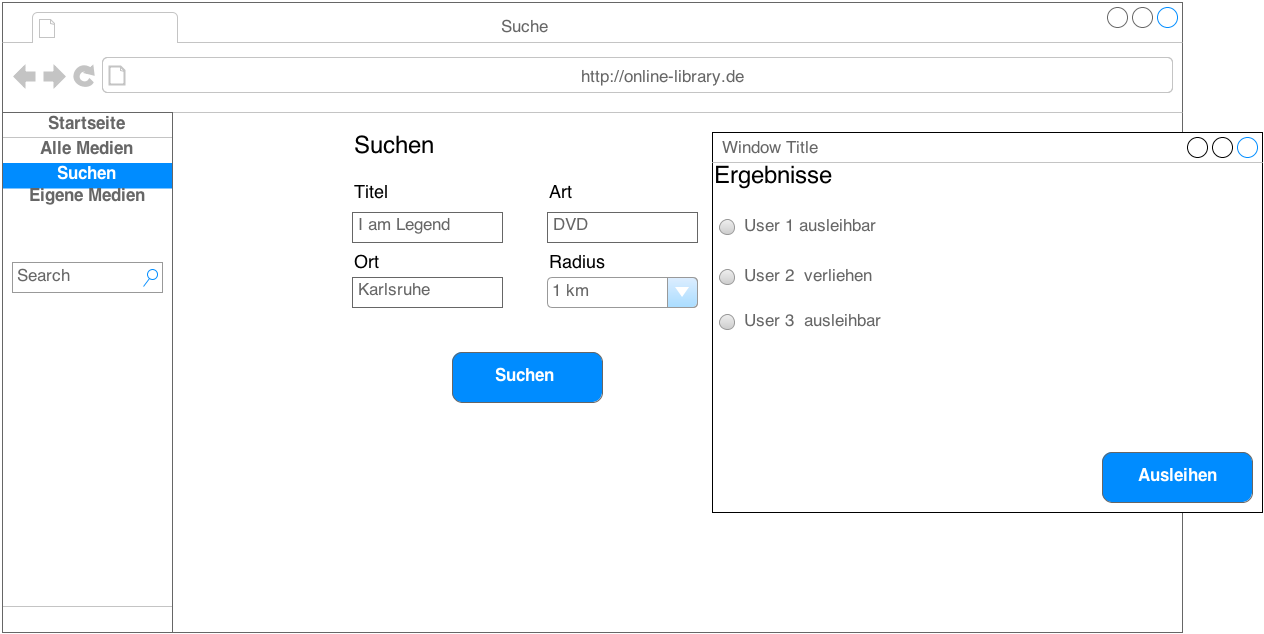 Suche
http://online-library.de
Startseite
Alle Medien
Suchen
Eigene Medien
Search
Suchen
Titel
Art
I am Legend
DVD
Ort
Radius
Karlsruhe
1 km
Suchen
Window Title
Ergebnisse
User 1 ausleihbar
User 2  verliehen
User 3  ausleihbar
Ausleihen